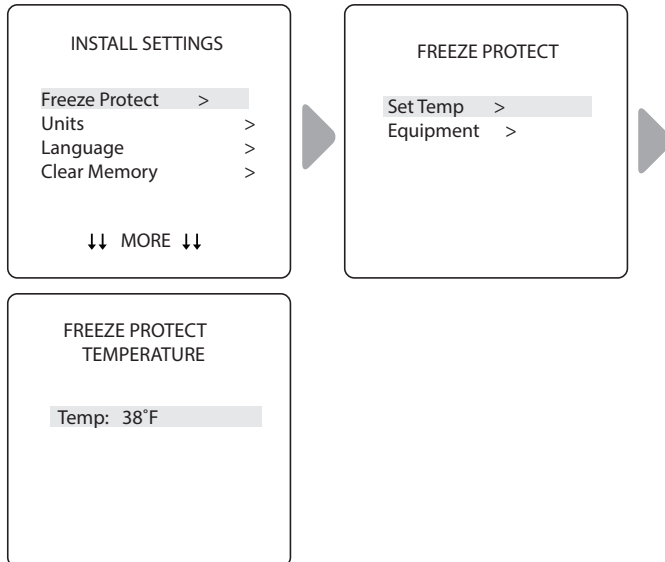 INSTALL SETTINGS
Freeze Protect >
Units >
Language >
Clear Memory >
↓↓ MORE ↓↓
FREEZE PROTECT
Set Temp >
Equipment >
FREEZE PROTECT
TEMPERATURE
Temp: 38˚F